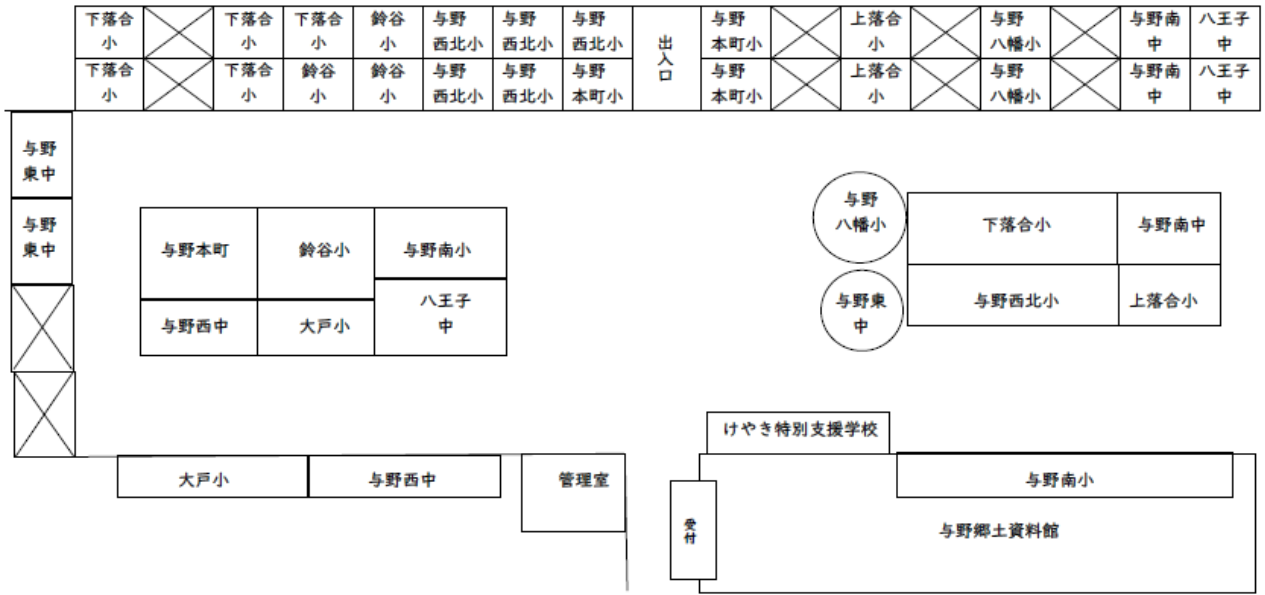 下落合
小
下落合
小
下落合
小
鈴谷
小
与野
西北小
与野
西北小
与野
西北小
出入口
与野
本町小
上落合
小
与野
八幡小
与野南
中
八王子
中
下落合
小
下落合
小
鈴谷
小
鈴谷
小
与野
西北小
与野
西北小
与野
本町小
与野
本町小
上落合
小
与野
八幡小
与野南
中
八王子
中
与野
東中
与野
東中
与野本町
鈴谷小
与野南小
与野西中
大戸小
八王子
中
与野
八幡小
下落合小
与野南中
与野東
中
与野西北小
上落合小
けやき特別支援学校
大戸小
与野西中
管理室
与野南小
受付
与野郷土資料館